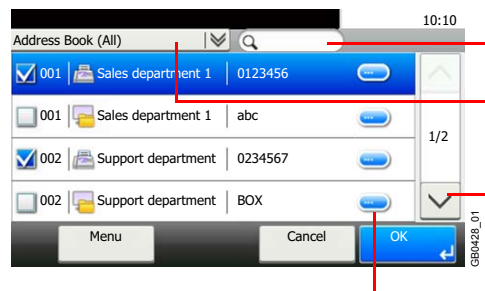 10:10
Address Book (All)
001 Sales department 1 0123456
001 Sales department 1 abc
1/2
002 Support department 0234567
002 Support department BOX
Menu Cancel OK
GB0428_01